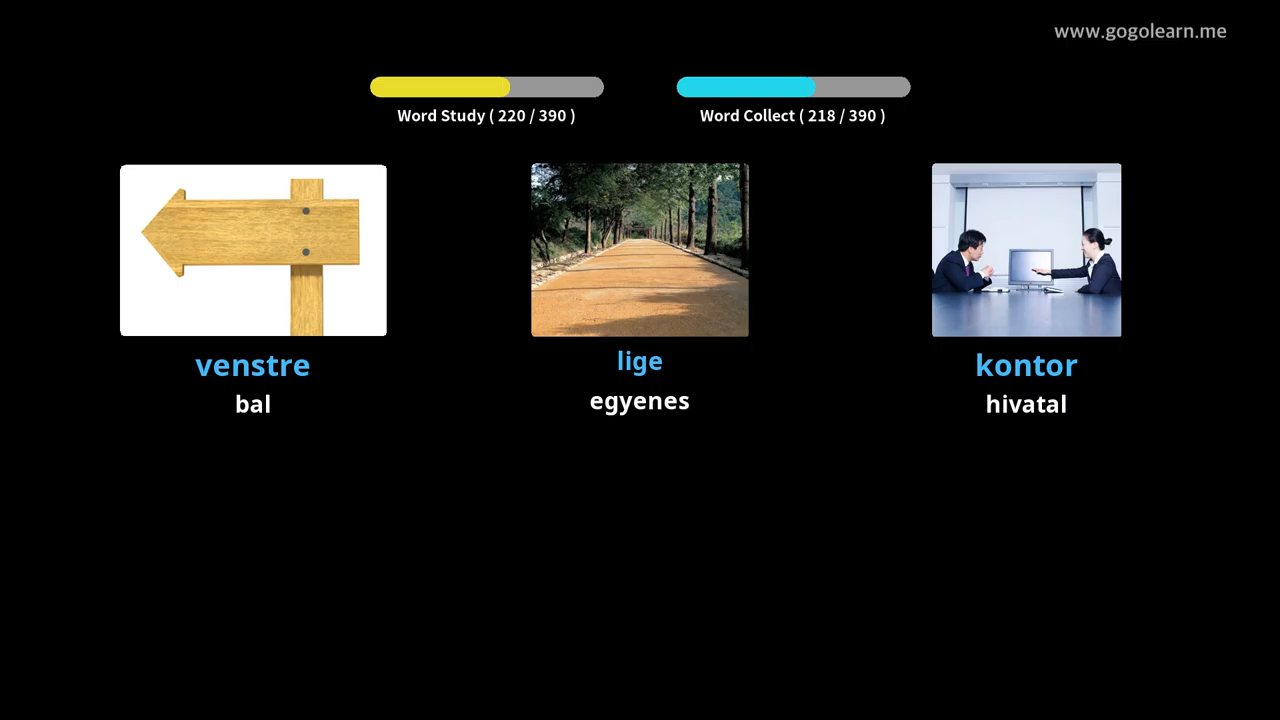 www.gogolearn.me
Word Study ( 220 / 390 )
Word Collect ( 218 / 390 )
venstre
bal
lige
egyenes
kontor
hivatal